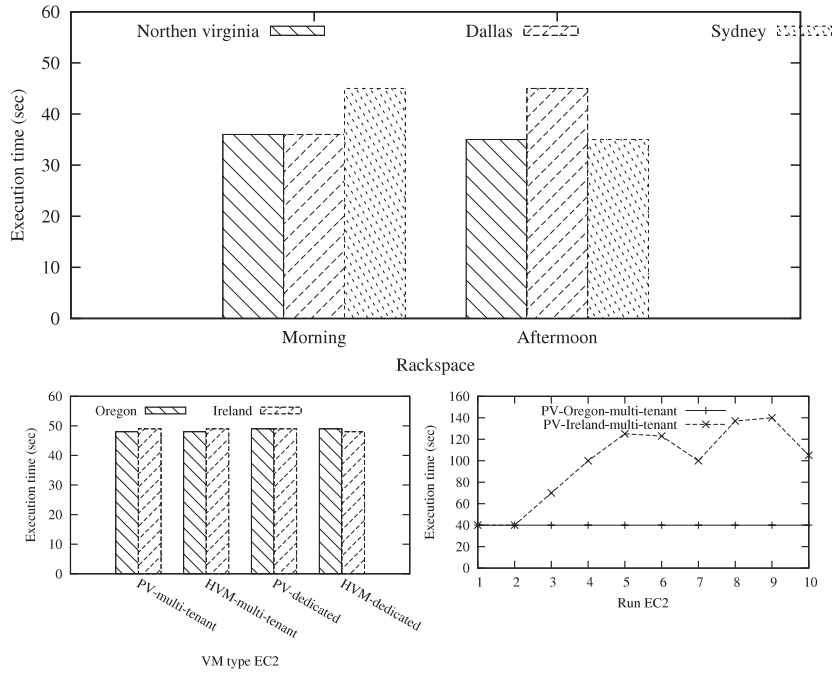 60
Northen virginia Dallas Sydney
50
40
30
20
10
0
Execution time (sec)
Morning Aftermoon
Rackspace
60
Oregon Ireland
50
40
30
20
10
0
Execution time (sec)
PV-multi-tenant HVM-multi-tenant PV-dedicated HVM-dedicated
VM type EC2
160
PV-Oregon-multi-tenant
140
PV-Ireland-multi-tenant
120
100
80
60
40
20
0
Execution time (sec)
1 2 3 4 5 6 7 8 9 10
Run EC2